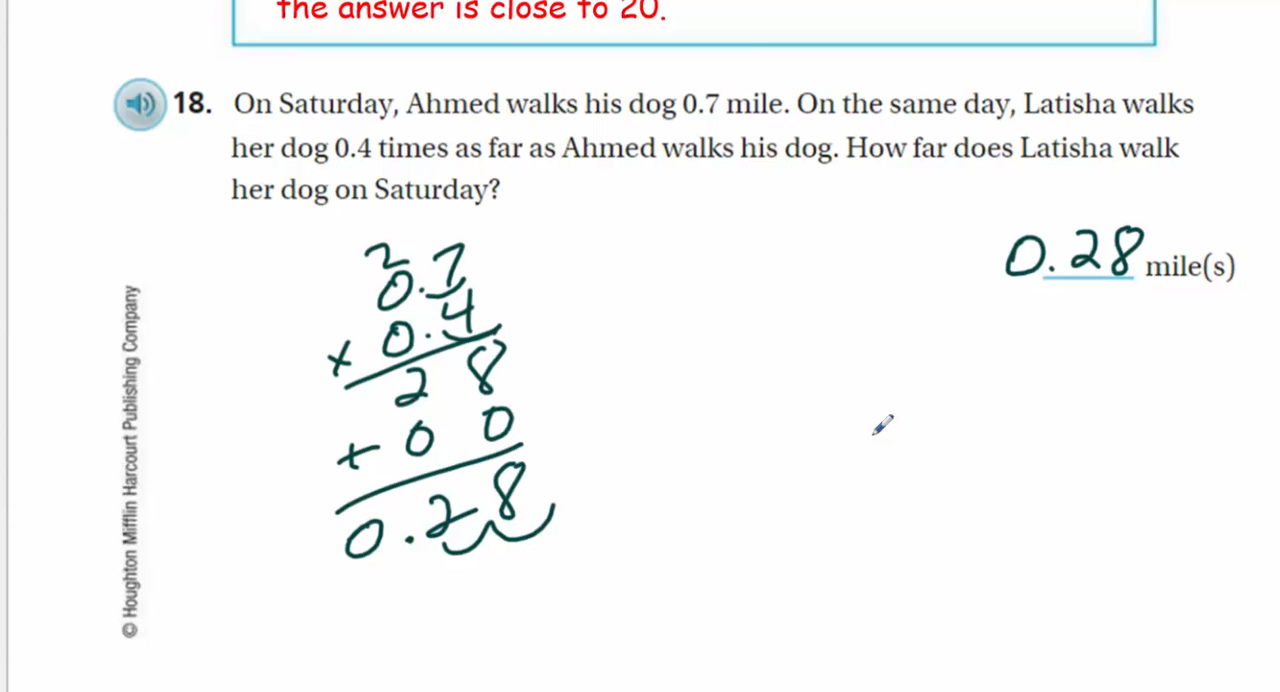 the answer is close to 20.
18. On Saturday, Ahmed walks his dog 0.7 mile. On the same day, Latisha walks
her dog 0.4 times as far as Ahmed walks his dog. How far does Latisha walk
her dog on Saturday?
0.28 mile(s)
2
0.7
x 0.4
2 8
+ 0 0
0.28
© Houghton Mifflin Harcourt Publishing Company